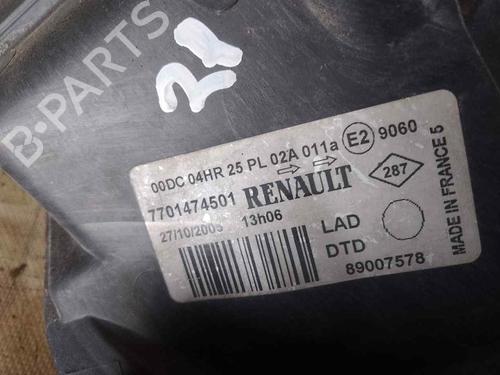 B-PARTS
21
00DC 04HR 25 PL 02A 011a E2 9060
7701474501 RENAULT 287
27/10/2005 13h06
LAD
DTD
89007578
MADE IN FRANCE 5